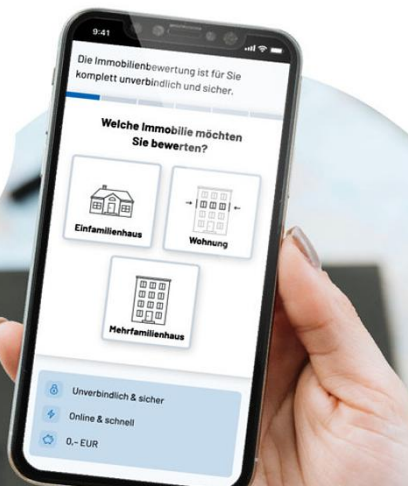 9:41
Die Immobilienbewertung ist für Sie
komplett unverbindlich und sicher.
Welche Immobilie möchten
Sie bewerten?
Einfamilienhaus
Wohnung
Mehrfamilienhaus
Unverbindlich & sicher
Online & schnell
0,- EUR